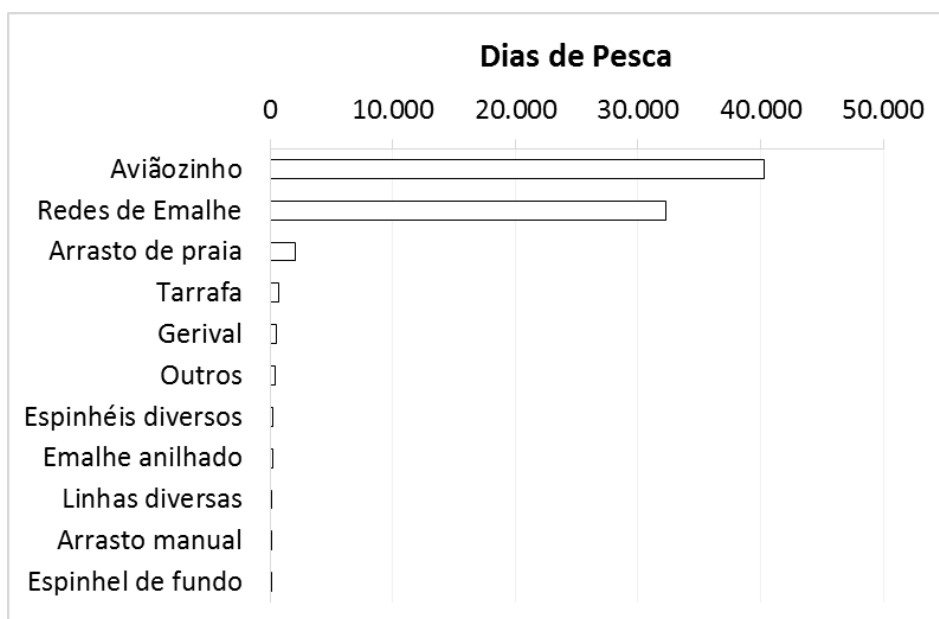 Dias de Pesca
0 10.000 20.000 30.000 40.000 50.000
Aviãozinho
Redes de Emalhe
Arrasto de praia
Tarrafa
Gerival
Outros
Espinhéis diversos
Emalhe anilhado
Linhas diversas
Arrasto manual
Espinhel de fundo